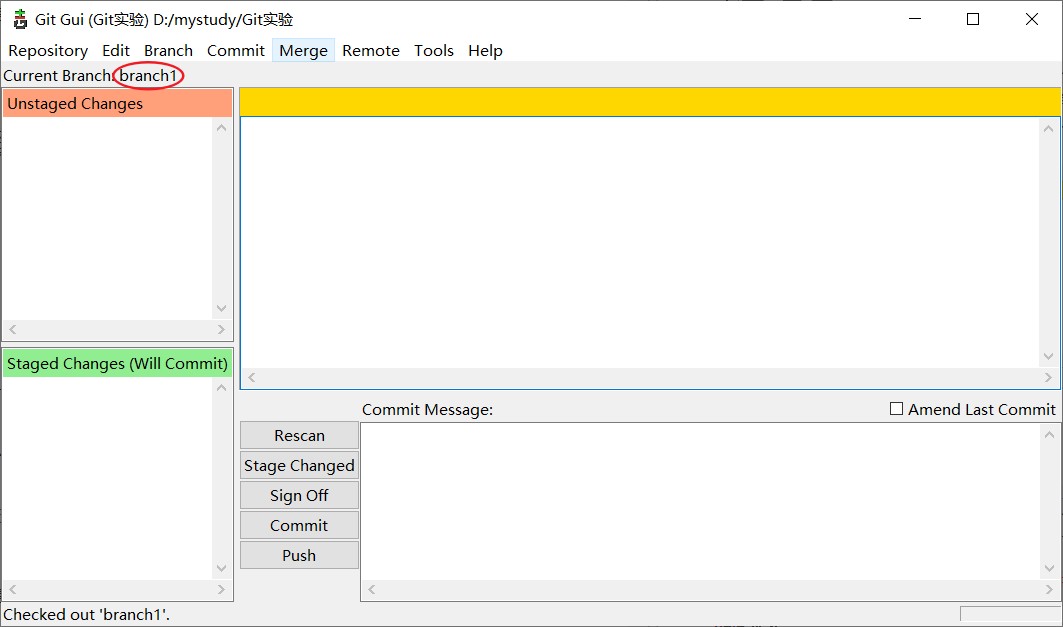 Git Gui (Git实验) D:/mystudy/Git实验
Repository Edit Branch Commit Merge Remote Tools Help
Current Branch: branch1
Unstaged Changes
Staged Changes (Will Commit)
Commit Message:
Amend Last Commit
Rescan
Stage Changed
Sign Off
Commit
Push
Checked out 'branch1'.